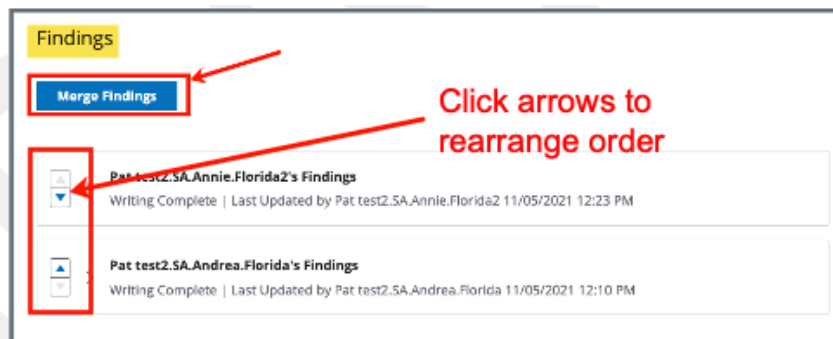 Findings
Merge Findings
Click arrows to
rearrange order
Pat test2.SA.Annie.Florida2's Findings
Writing Complete | Last Updated by Pat test2.SA.Annie.Florida2 11/05/2021 12:23 PM
Pat test2.SA.Andrea.Florida's Findings
Writing Complete | Last Updated by Pat test2.SA.Andrea.Florida 11/05/2021 12:10 PM